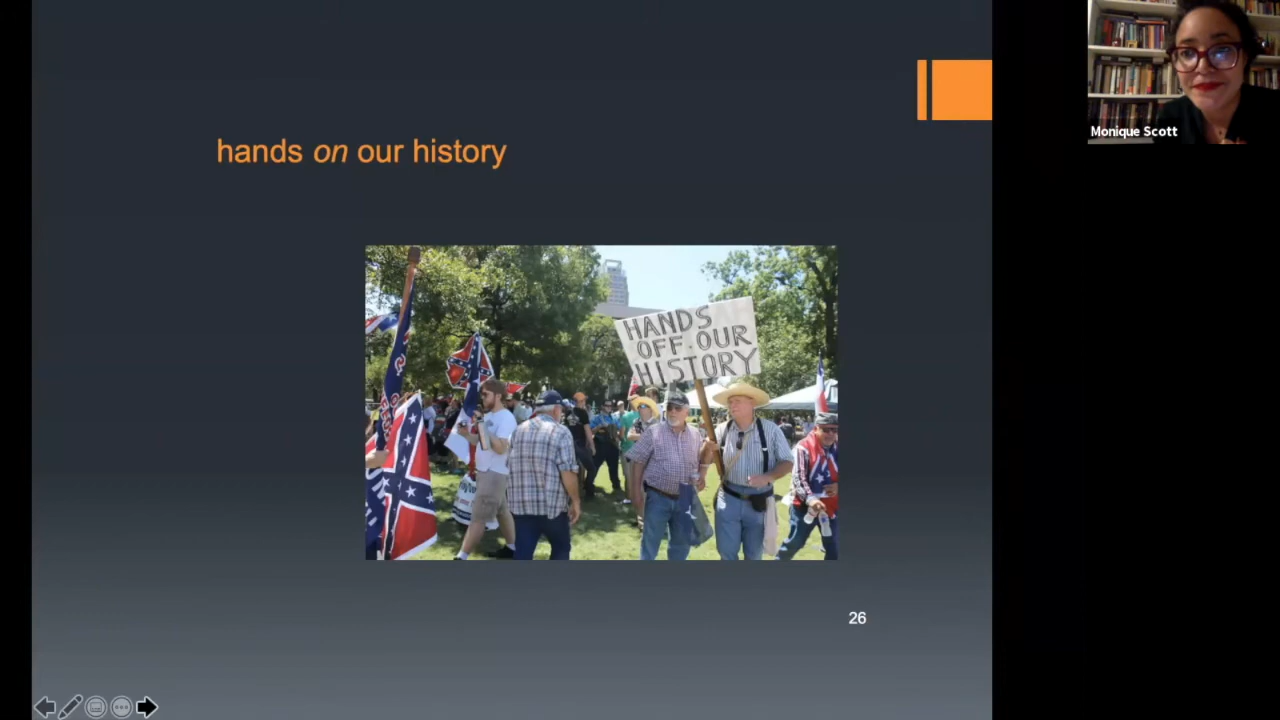 hands on our history
HANDS
OFF OUR
HISTORY
Monique Scott
26